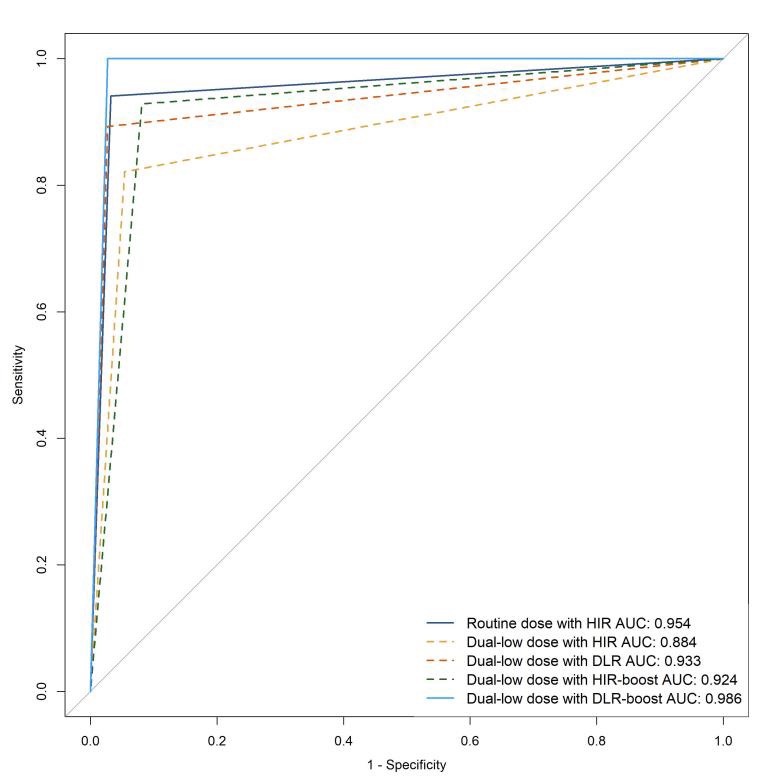 1.0
0.8
0.6
0.4
0.2
0.0
Sensitivity
Routine dose with HIR AUC: 0.954
Dual-low dose with HIR AUC: 0.884
Dual-low dose with DLR AUC: 0.933
Dual-low dose with HIR-boost AUC: 0.924
Dual-low dose with DLR-boost AUC: 0.986
0.0 0.2 0.4 0.6 0.8 1.0
1 - Specificity